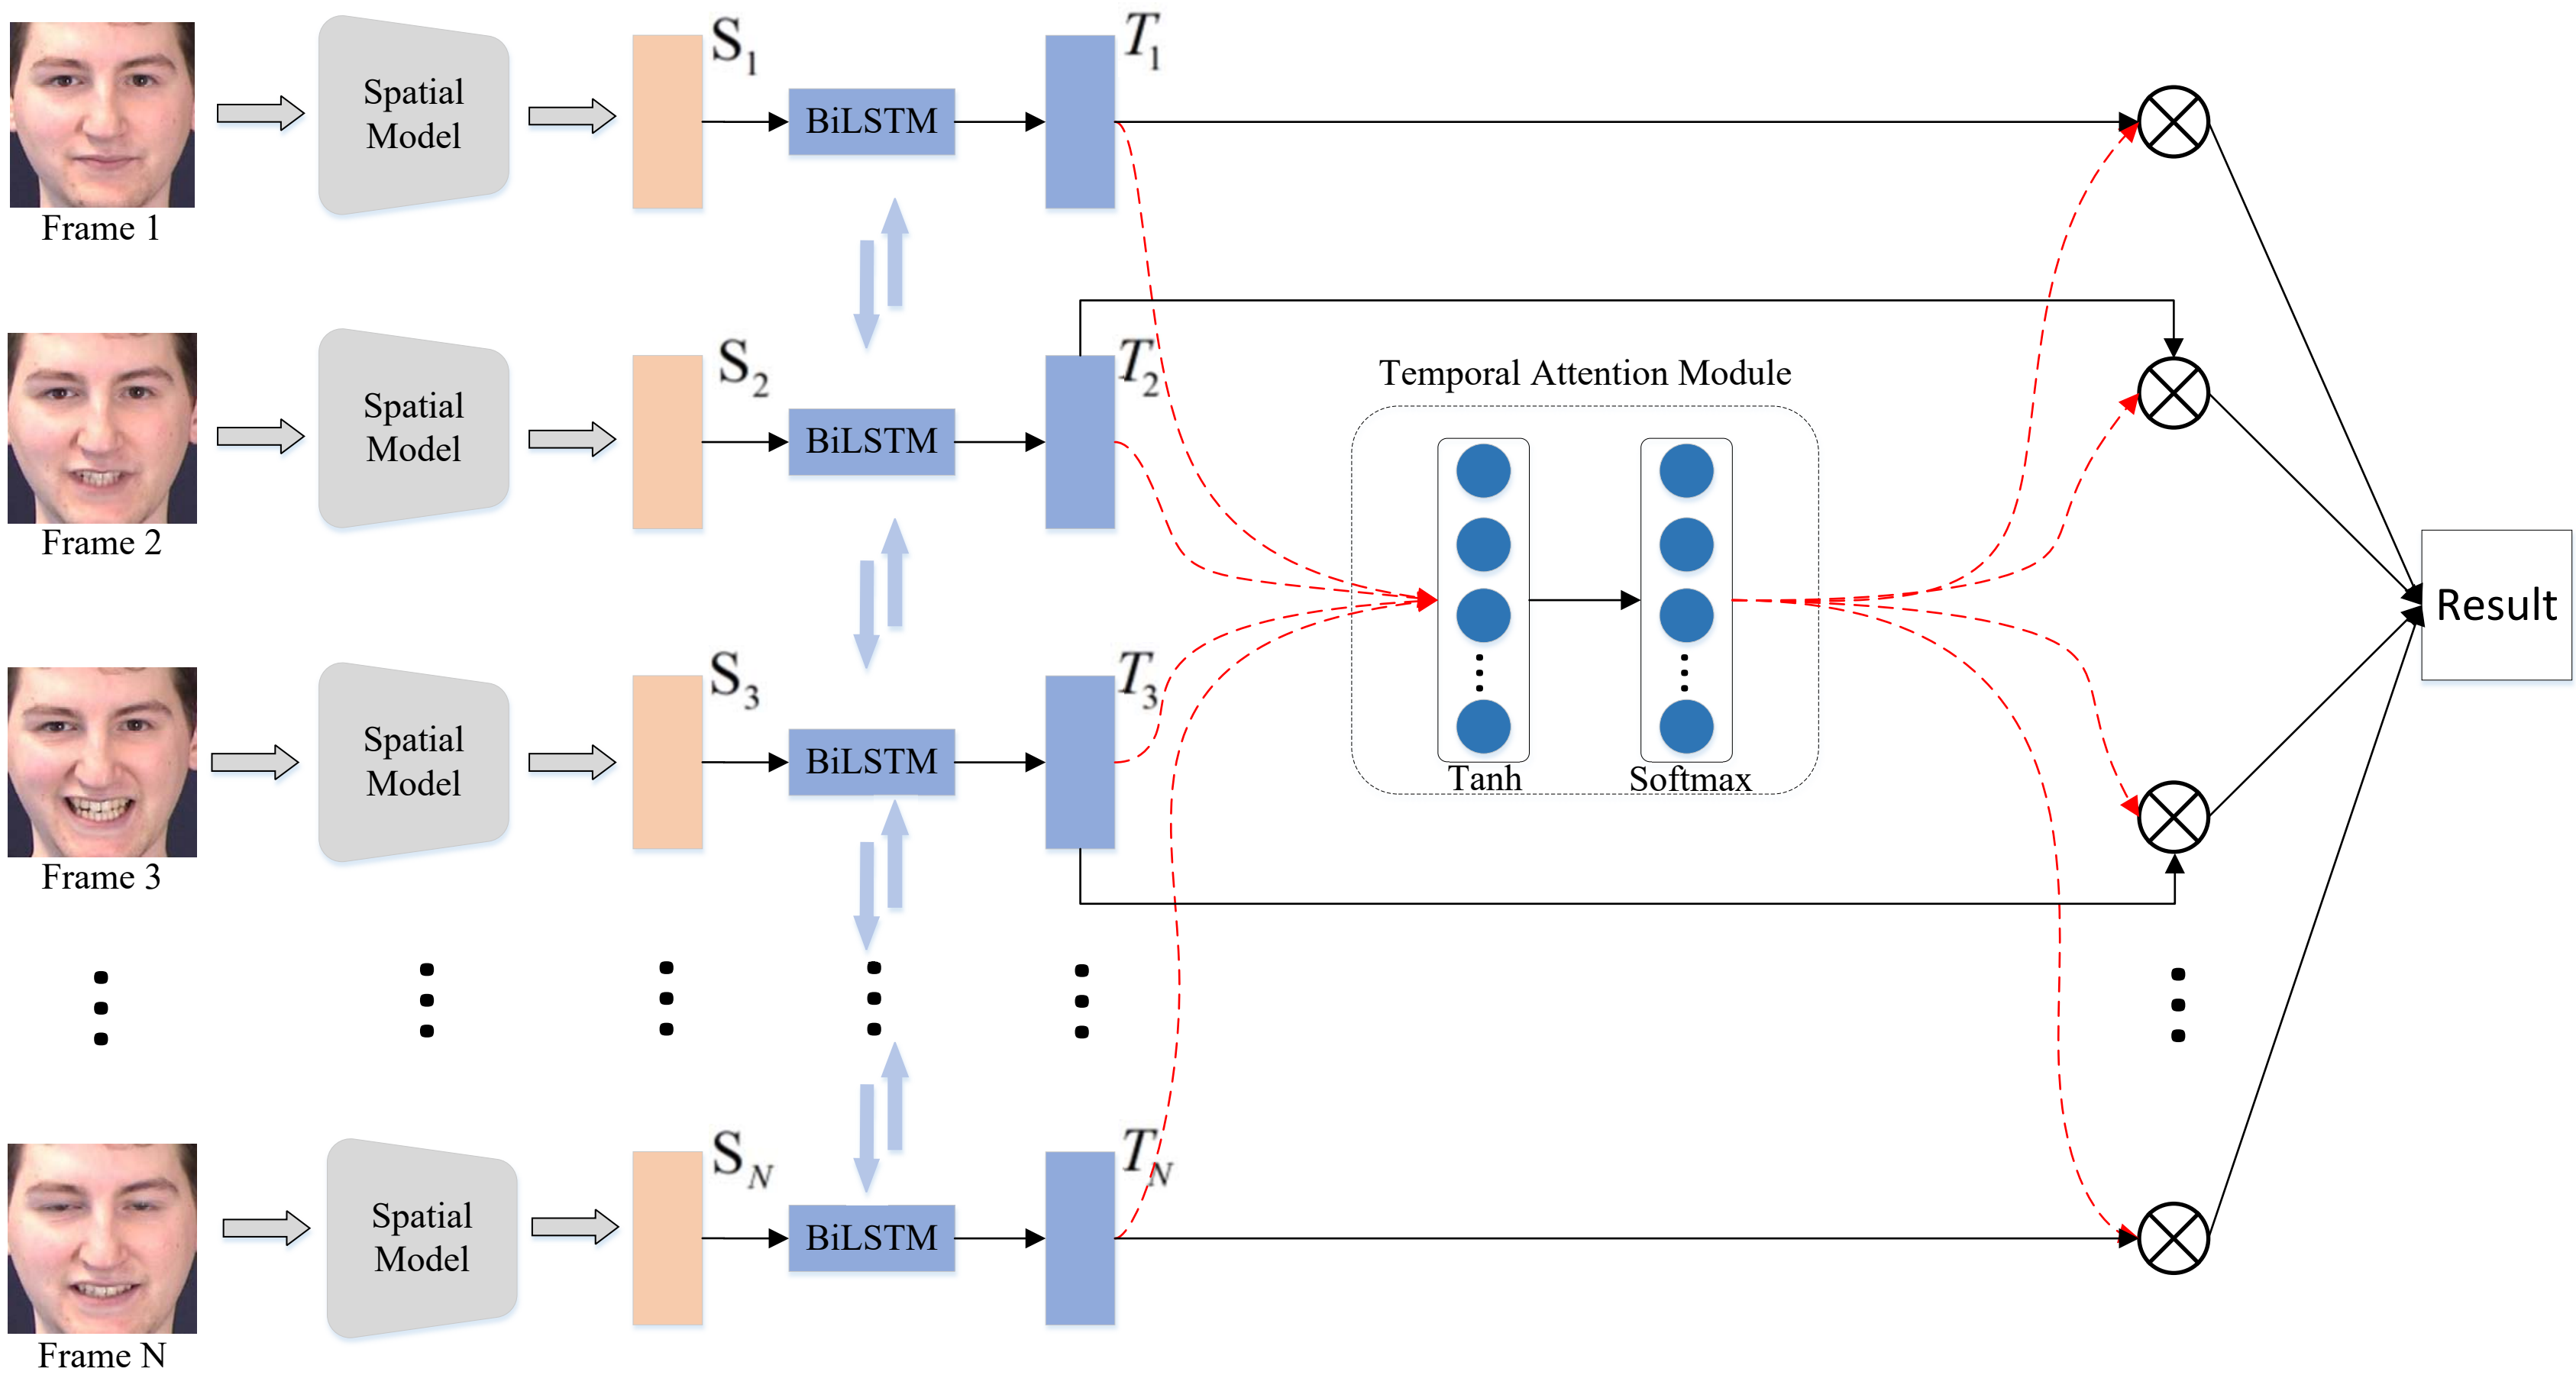 Frame 1
Spatial
Model
S1
BiLSTM
T1
Frame 2
Spatial
Model
S2
BiLSTM
T2
Temporal Attention Module
Tanh
Softmax
Result
Frame 3
Spatial
Model
S3
BiLSTM
T3
Frame N
Spatial
Model
SN
BiLSTM
TN